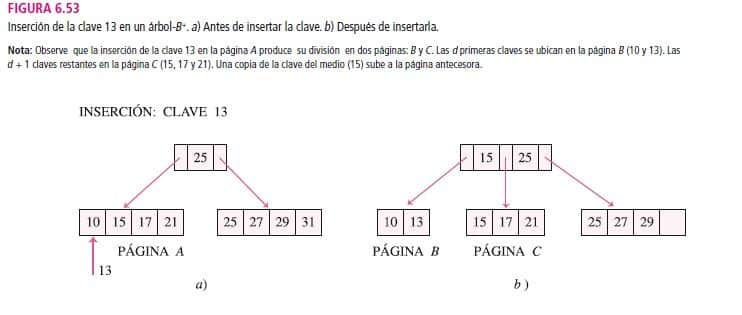 FIGURA 6.53
Inserción de la clave 13 en un árbol-B⁺. a) Antes de insertar la clave. b) Después de insertarla.
Nota: Observe que la inserción de la clave 13 en la página A produce su división en dos páginas: B y C. Las d primeras claves se ubican en la página B (10 y 13). Las
d + 1 claves restantes en la página C (15, 17 y 21). Una copia de la clave del medio (15) sube a la página antecesora.
INSERCIÓN: CLAVE 13
25
15 25
10 15 17 21
25 27 29 31
10 13
15 17 21
25 27 29
PÁGINA A
PÁGINA B
PÁGINA C
13
a)
b )